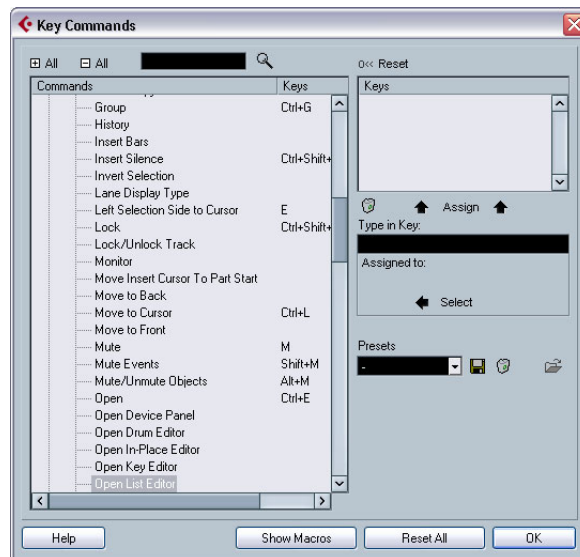 Key Commands
All All
Reset
Commands Keys
Group Ctrl+G
History
Insert Bars
Insert Silence Ctrl+Shift+
Invert Selection
Lane Display Type
Left Selection Side to Cursor E
Lock Ctrl+Shift+
Lock/Unlock Track
Monitor
Move Insert Cursor To Part Start
Move to Back
Move to Cursor Ctrl+L
Move to Front
Mute M
Mute Events Shift+M
Mute/Unmute Objects Alt+M
Open Ctrl+E
Open Device Panel
Open Drum Editor
Open In-Place Editor
Open Key Editor
Open List Editor
Keys
Assign
Type in Key:
Assigned to:
Select
Presets
-
Help Show Macros Reset All OK